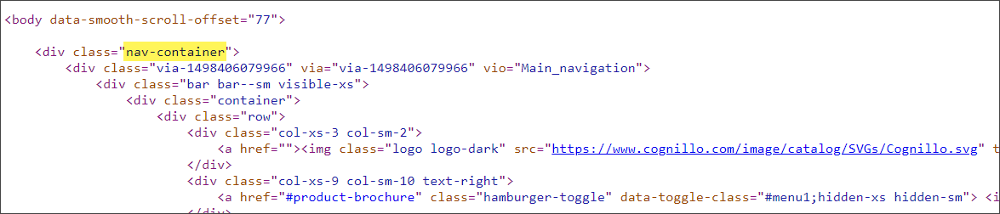 <body data-smooth-scroll-offset="77">
<div class="nav-container">
<div class="via-1498406079966" via="via-1498406079966" vio="Main_navigation">
<div class="bar bar--sm visible-xs">
<div class="container">
<div class="row">
<div class="col-xs-3 col-sm-2">
<a href=""><img class="logo logo-dark" src="https://www.cognillo.com/image/catalog/SVGs/Cognillo.svg" t
</div>
<div class="col-xs-9 col-sm-10 text-right">
<a href="#product-brochure" class="hamburger-toggle" data-toggle-class="#menu1;hidden-xs hidden-sm"> <i
</div>